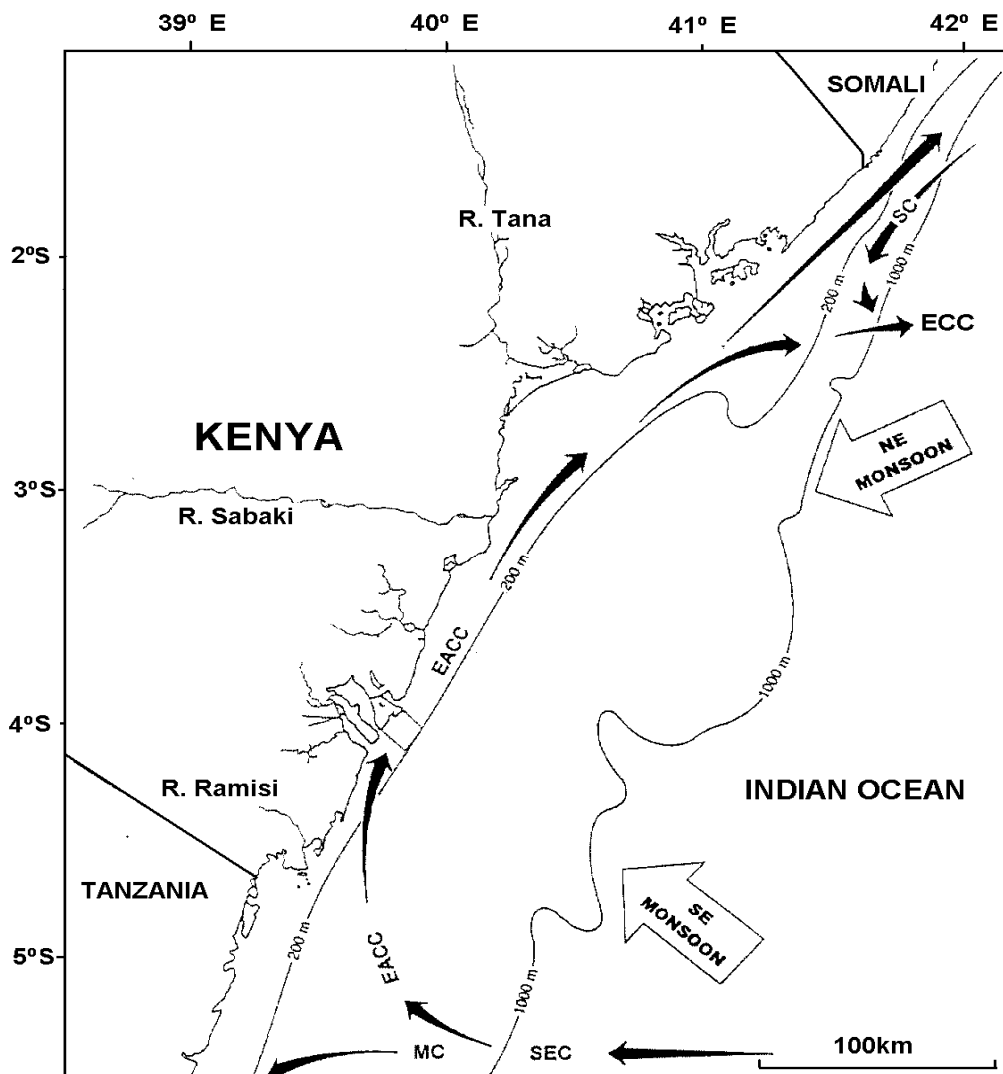 39º E 40º E 41º E 42º E
SOMALI
R. Tana
SC
2ºS
200 m
1000 m
ECC
KENYA
NE
MONSOON
3ºS
R. Sabaki
200 m
EACC
1000 m
4ºS
R. Ramisi
INDIAN OCEAN
TANZANIA
SE
MONSOON
200 m
EACC
5ºS
1000 m
MC
SEC
100km